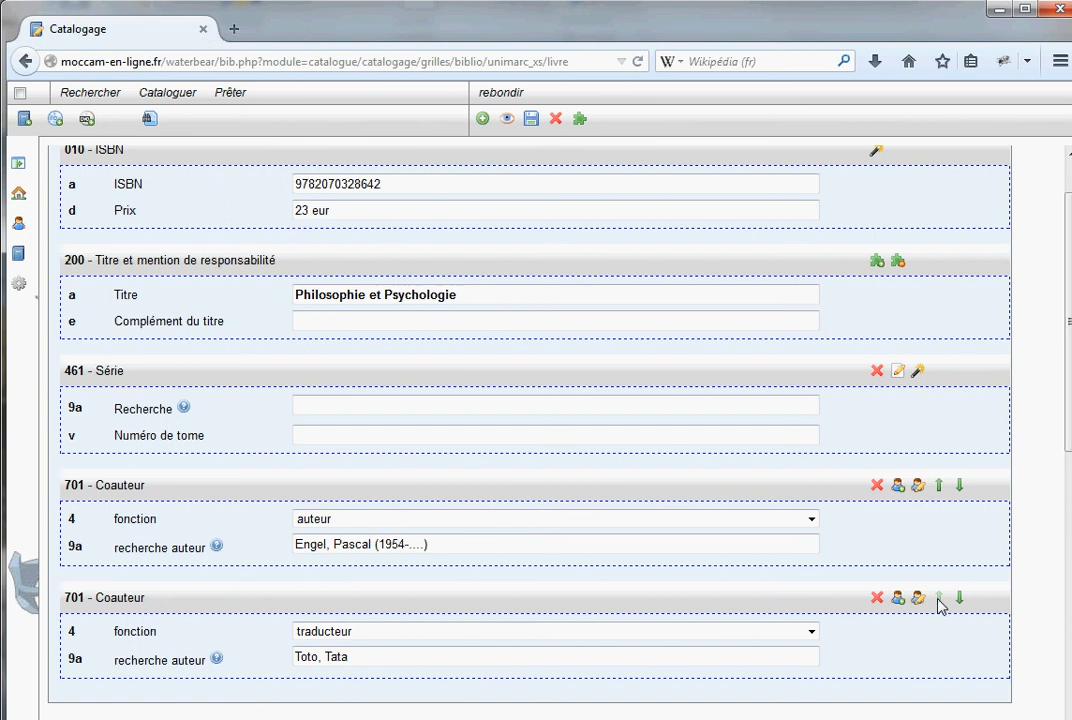 Catalogage
moccam-en-ligne.fr/waterbear/bib.php?module=catalogue/catalogage/grilles/biblio/unimarc_xs/livre
W Wikipédia (fr)
Rechercher Cataloguer Prêter rebondir
010 - ISBN
a ISBN 9782070328642
d Prix 23 eur
200 - Titre et mention de responsabilité
a Titre Philosophie et Psychologie
e Complément du titre
461 - Série
9a Recherche
v Numéro de tome
701 - Coauteur
4 fonction auteur
9a recherche auteur Engel, Pascal (1954-....)
701 - Coauteur
4 fonction traducteur
9a recherche auteur Toto, Tata